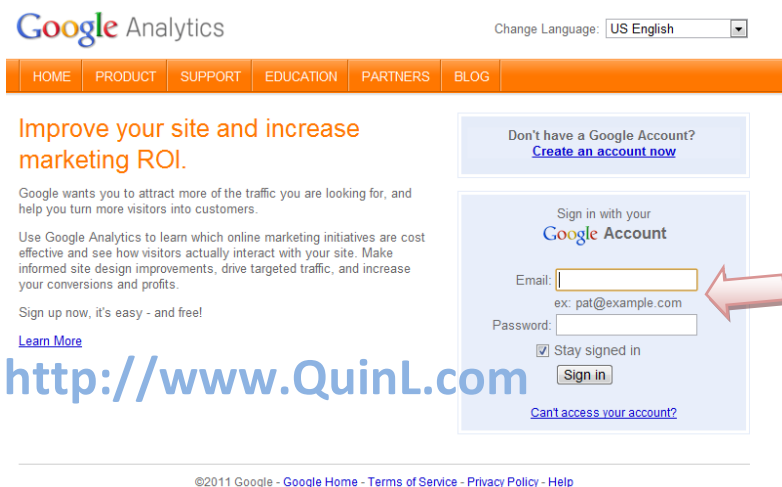 Google Analytics
Change Language: US English
HOME PRODUCT SUPPORT EDUCATION PARTNERS BLOG
Improve your site and increase
marketing ROI.
Google wants you to attract more of the traffic you are looking for, and
help you turn more visitors into customers.
Use Google Analytics to learn which online marketing initiatives are cost
effective and see how visitors actually interact with your site. Make
informed site design improvements, drive targeted traffic, and increase
your conversions and profits.
Sign up now, it's easy - and free!
Learn More
Don't have a Google Account?
Create an account now
Sign in with your
Google Account
Email:
ex: pat@example.com
Password:
Stay signed in
Sign in
Can't access your account?
http://www.QuinL.com
©2011 Google - Google Home - Terms of Service - Privacy Policy - Help